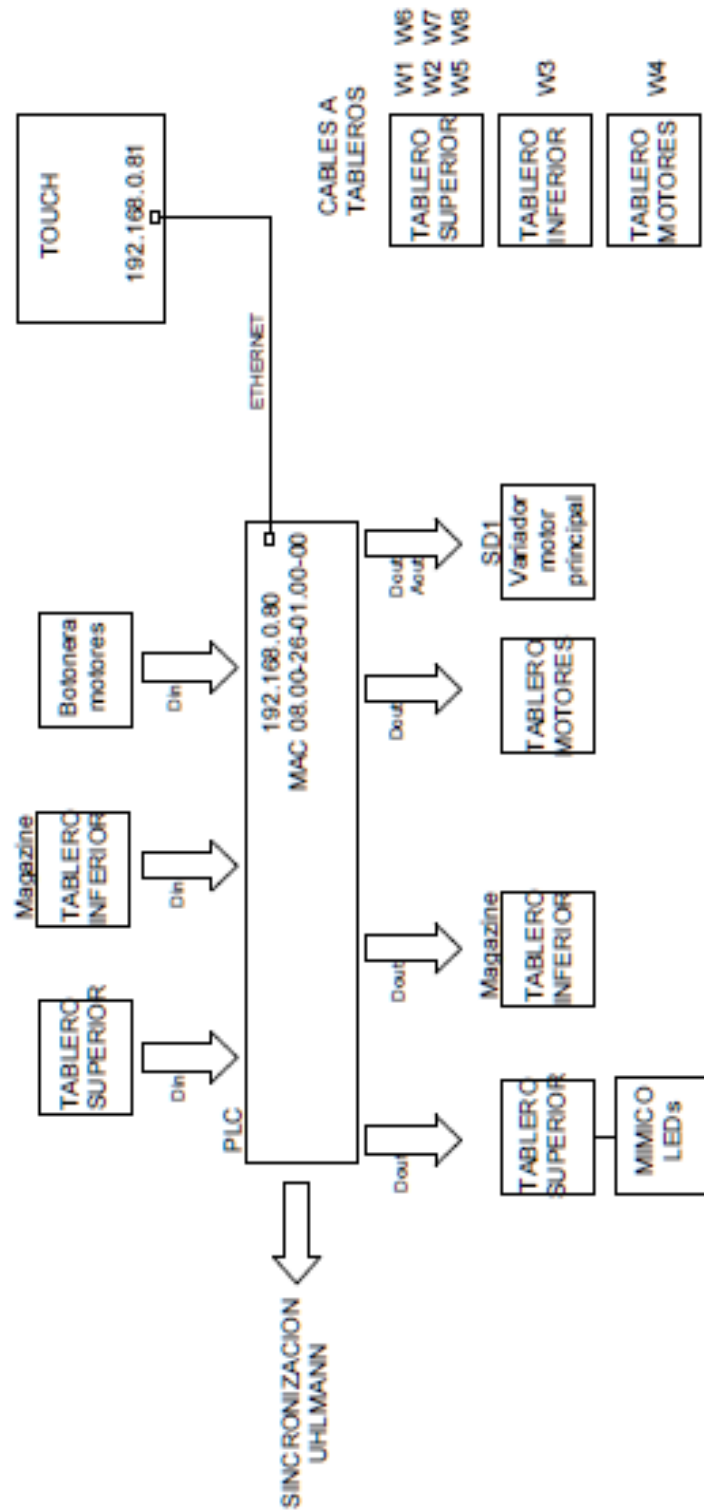 TABLERO
SUPERIOR
Din
Magazine
TABLERO
INFERIOR
Din
Botonera
motores
Din
TOUCH
192.168.0.81
ETHERNET
PLC
192.168.0.80
MAC 08.00-26-01.00-00
SINCRONIZACION
UHLMANN
Dout
TABLERO
SUPERIOR
MIMICO
LEDs
Dout
Magazine
TABLERO
INFERIOR
Dout
TABLERO
MOTORES
Dout
Aout
SD1
Variador
motor
principal
CABLES A
TABLEROS
TABLERO
SUPERIOR
W1 W6
W2 W7
W5 W8
TABLERO
INFERIOR
W3
TABLERO
MOTORES
W4